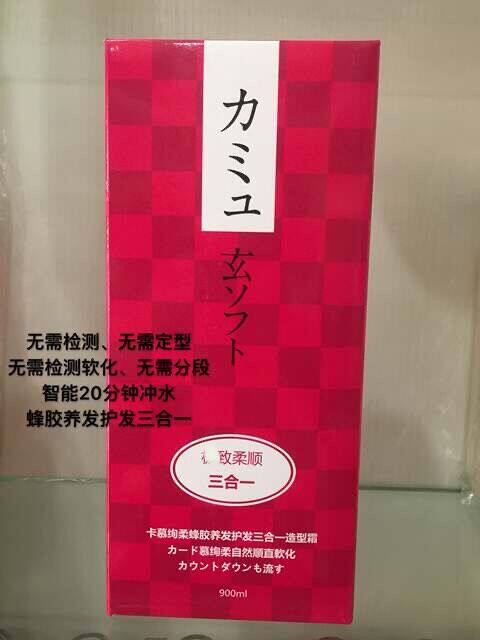 カミュ
玄ソフト
无需检测、无需定型
无需检测软化、无需分段
智能20分钟冲水
蜂胶养发护发三合一
致柔顺
三合一
卡慕绚柔蜂胶养发护发三合一造型霜
カード慕绚柔自然顺直軟化
カウントダウンも流す
900ml